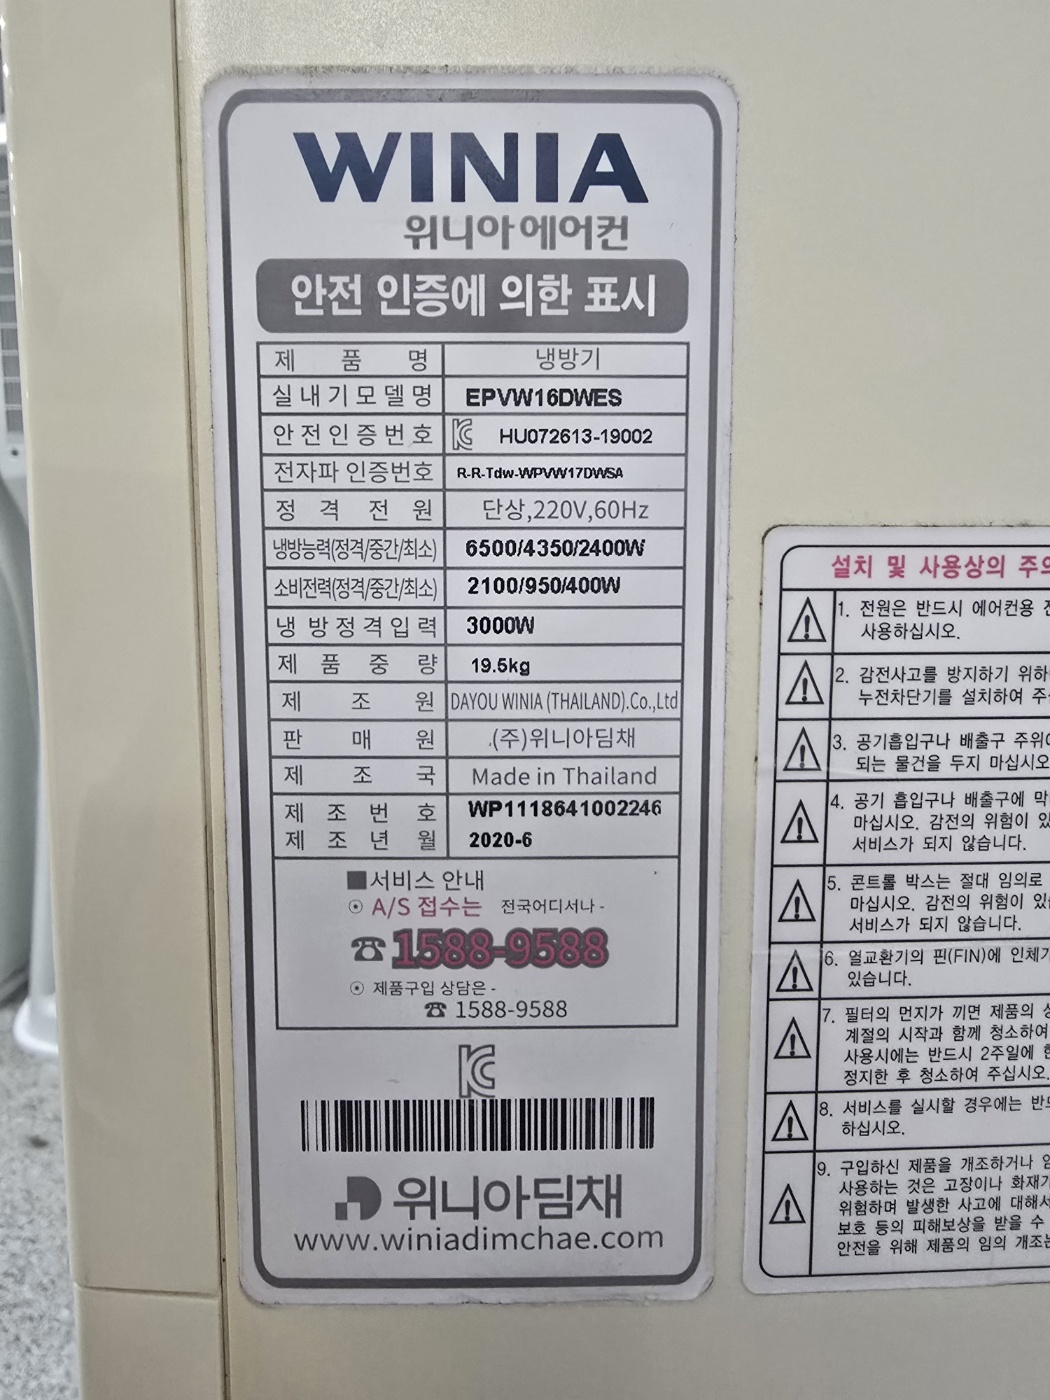 WINIA
위니아에어컨
안전 인증에 의한 표시
제 품 명 냉방기
실내기모델명 EPVW16DWES
안전인증번호 HU072613-19002
전자파 인증번호 R-R-Tdw-WPVW17DWSA
정 격 전 원 단상,220V,60Hz
냉방능력(정격/중간/최소) 6500/4350/2400W
소비전력(정격/중간/최소) 2100/950/400W
냉방정격입력 3000W
제 품 중 량 19.5kg
제 조 원 DAYOU WINIA (THAILAND).Co.,Ltd
판 매 원 .(주)위니아딤채
제 조 국 Made in Thailand
제 조 번 호 WP1118641002246
제 조 년 월 2020-6
■서비스 안내
⊙ A/S 접수는 전국어디서나 -
☎ 1588-9588
⊙ 제품구입 상담은 -
☎ 1588-9588
위니아딤채
www.winiadimchae.com
설치 및 사용상의 주의
1. 전원은 반드시 에어컨용
사용하십시오.
2. 감전사고를 방지하기 위하
누전차단기를 설치하여
3. 공기흡입구나 배출구 주위
되는 물건을 두지 마십시오
4. 공기 흡입구나 배출구에 막
마십시오. 감전의 위험이 있
서비스가 되지 않습니다.
5. 콘트롤 박스는 절대 임의로
마십시오. 감전의 위험이 있
서비스가 되지 않습니다.
6. 열교환기의 핀(FIN)에 인체가
있습니다.
7. 필터의 먼지가 끼면 제품의
계절의 시작과 함께 청소하여
사용시에는 반드시 2주일에
정지한 후 청소하여 주십시오.
8. 서비스를 실시할 경우에는 반드
하십시오.
9. 구입하신 제품을 개조하거나
사용하는 것은 고장이나 화재가
위험하며 발생한 사고에 대해서
보호 등의 피해보상을 받을 수
안전을 위해 제품의 임의 개조는